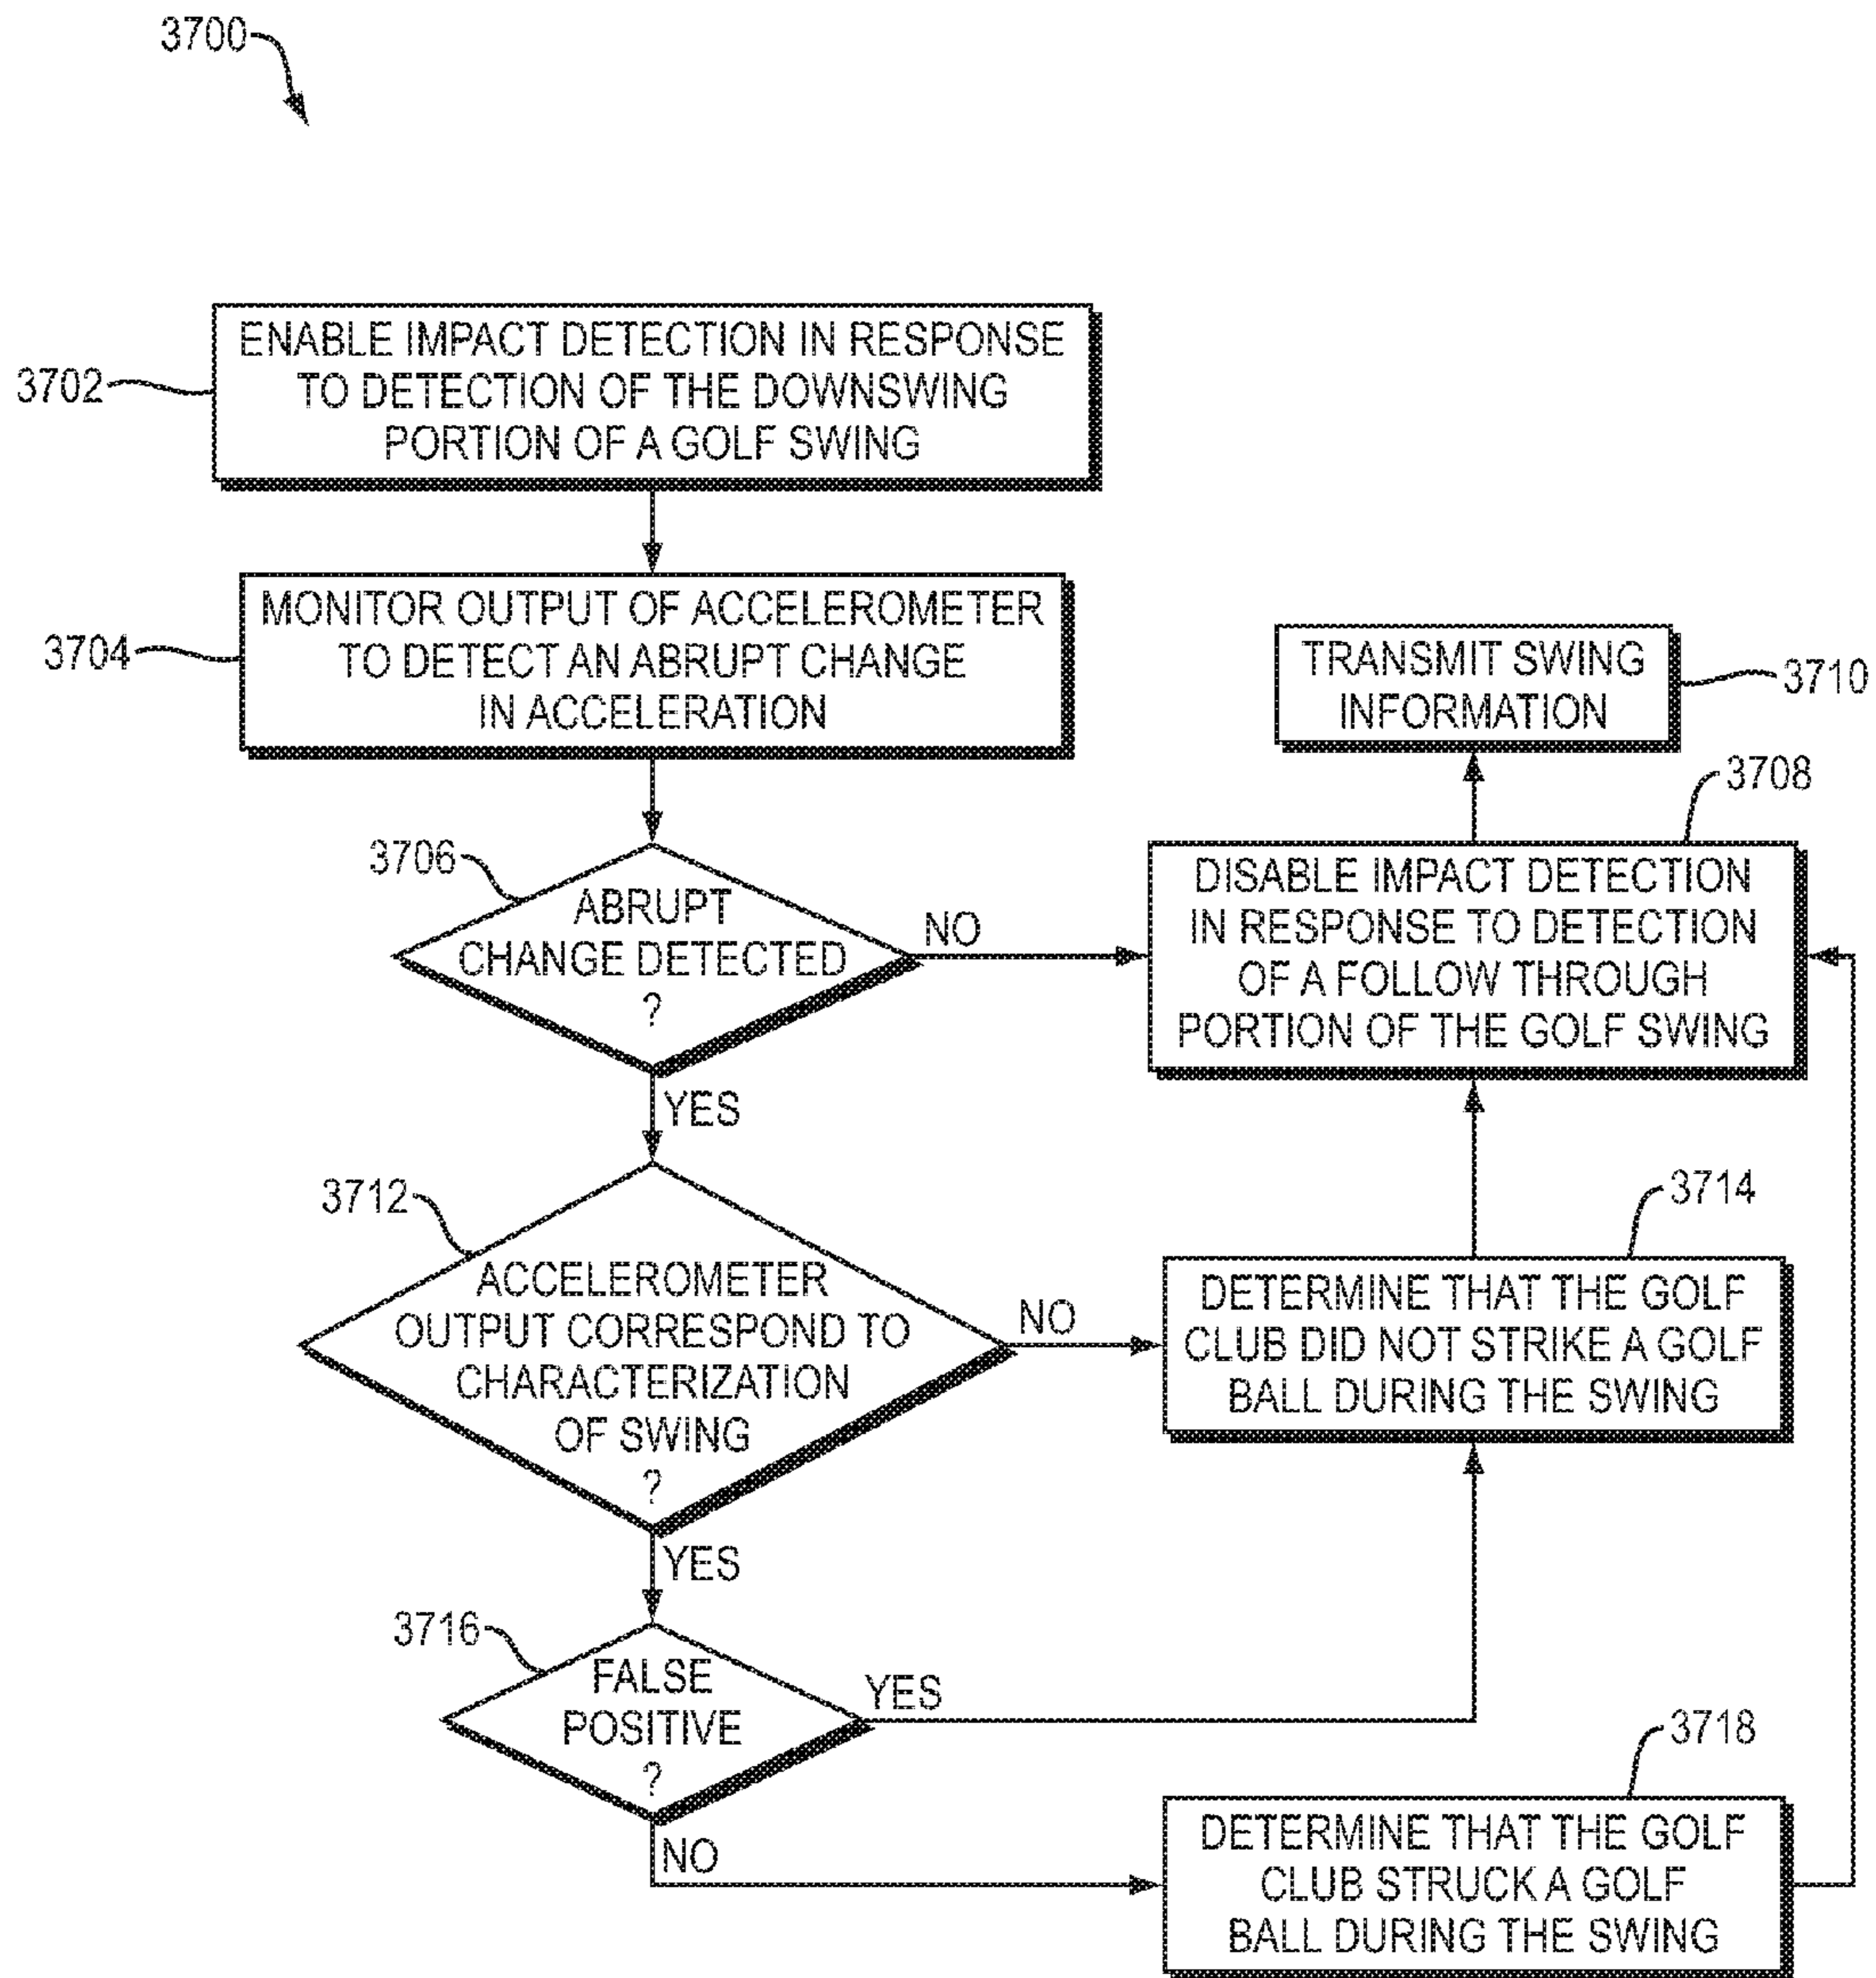 3700
3702
ENABLE IMPACT DETECTION IN RESPONSE
TO DETECTION OF THE DOWNSWING
PORTION OF A GOLF SWING
3704
MONITOR OUTPUT OF ACCELEROMETER
TO DETECT AN ABRUPT CHANGE
IN ACCELERATION
TRANSMIT SWING
INFORMATION
3710
3706
ABRUPT
CHANGE DETECTED
?
NO
YES
3708
DISABLE IMPACT DETECTION
IN RESPONSE TO DETECTION
OF A FOLLOW THROUGH
PORTION OF THE GOLF SWING
3712
ACCELEROMETER
OUTPUT CORRESPOND TO
CHARACTERIZATION
OF SWING
?
NO
YES
3714
DETERMINE THAT THE GOLF
CLUB DID NOT STRIKE A GOLF
BALL DURING THE SWING
3716
FALSE
POSITIVE
?
YES
NO
3718
DETERMINE THAT THE GOLF
CLUB STRUCK A GOLF
BALL DURING THE SWING